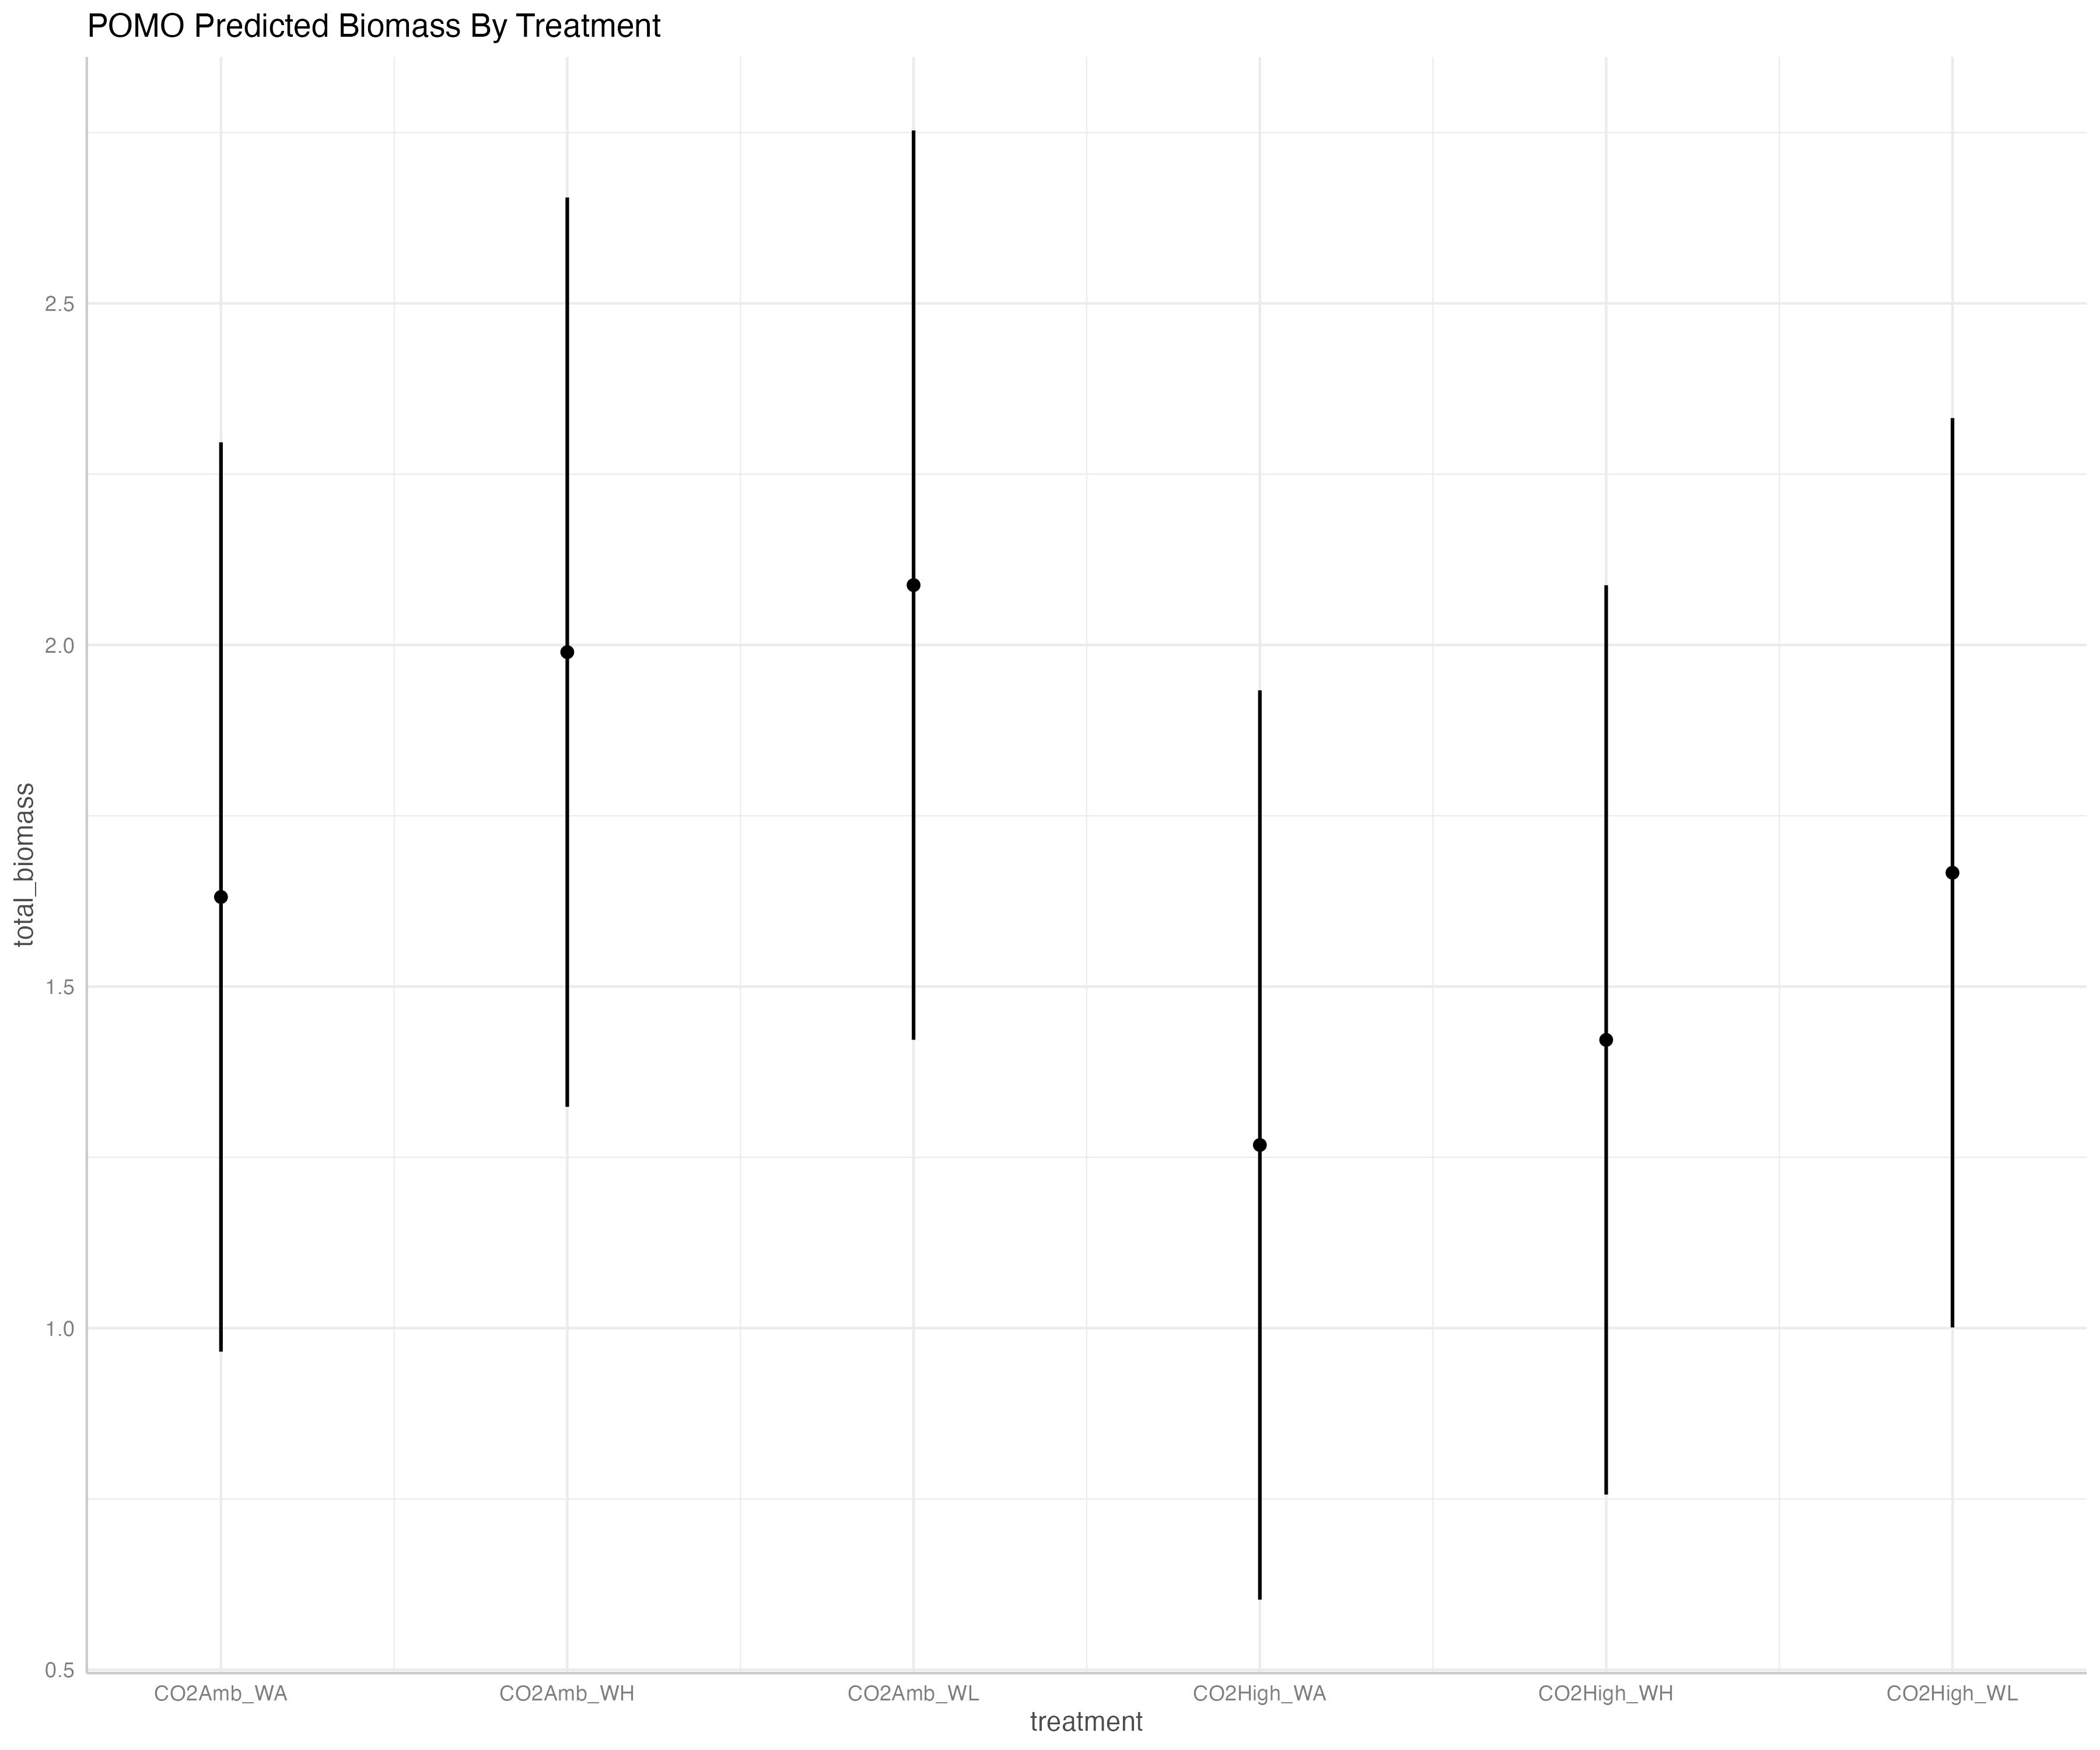 POMO Predicted Biomass By Treatment
total_biomass
2.5
2.0
1.5
1.0
0.5
CO2Amb_WA CO2Amb_WH CO2Amb_WL CO2High_WA CO2High_WH CO2High_WL
treatment